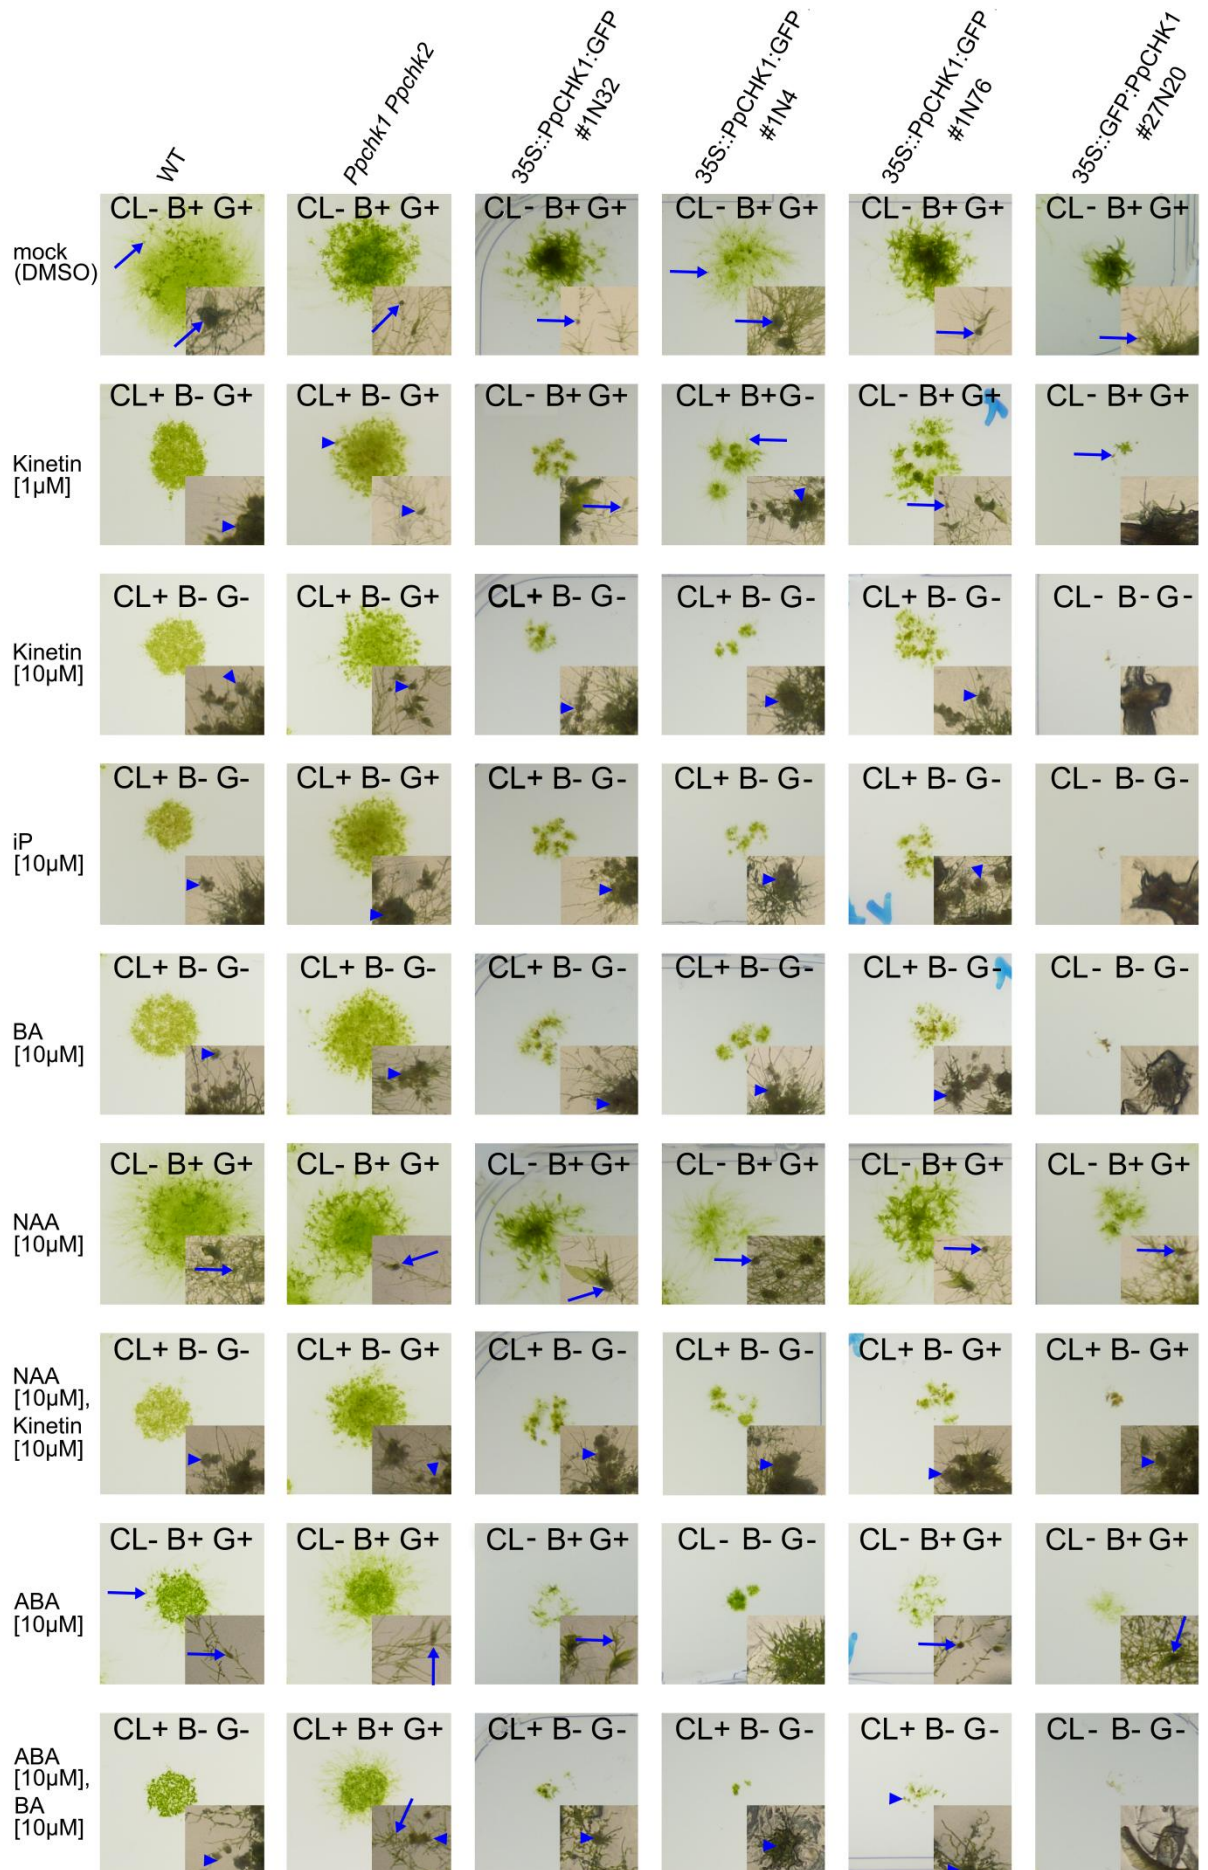 WT
Ppchk1 Ppchk2
35S::PpCHK1:GFP
#1N32
35S::PpCHK1:GFP
#1N4
35S::PpCHK1:GFP
#1N76
35S::GFP:PpCHK1
#27N20
mock
(DMSO)
CL- B+ G+
CL- B+ G+
CL- B+ G+
CL- B+ G+
CL- B+ G+
CL- B+ G+
Kinetin
[1µM]
CL+ B- G+
CL+ B- G+
CL- B+ G+
CL+ B+ G-
CL- B+ G+
CL- B+ G+
Kinetin
[10µM]
CL+ B- G-
CL+ B- G+
CL+ B- G-
CL+ B- G-
CL+ B- G-
CL- B- G-
iP
[10µM]
CL+ B- G-
CL+ B- G+
CL+ B- G-
CL+ B- G-
CL+ B- G-
CL- B- G-
BA
[10µM]
CL+ B- G-
CL+ B- G-
CL+ B- G-
CL+ B- G-
CL+ B- G-
CL- B- G-
NAA
[10µM]
CL- B+ G+
CL- B+ G+
CL- B+ G+
CL- B+ G+
CL- B+ G+
CL- B+ G+
NAA
[10µM],
Kinetin
[10µM]
CL+ B- G-
CL+ B- G+
CL+ B- G-
CL+ B- G-
CL+ B- G+
CL+ B- G+
ABA
[10µM]
CL- B+ G+
CL- B+ G+
CL- B+ G+
CL- B- G-
CL- B+ G+
CL- B+ G+
ABA
[10µM],
BA
[10µM]
CL+ B- G-
CL+ B+ G+
CL+ B- G-
CL+ B- G-
CL+ B- G-
CL- B- G-